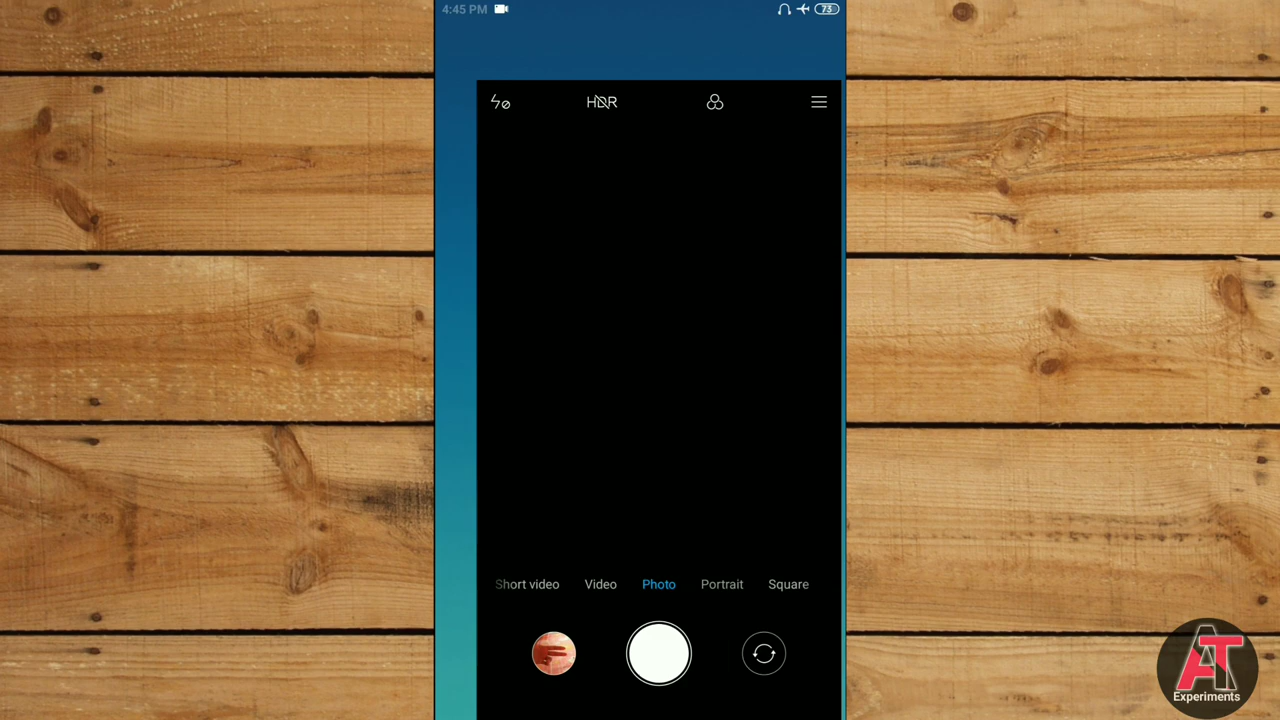 4:45 PM 73
HDR
Short video Video Photo Portrait Square
AT
Experiments